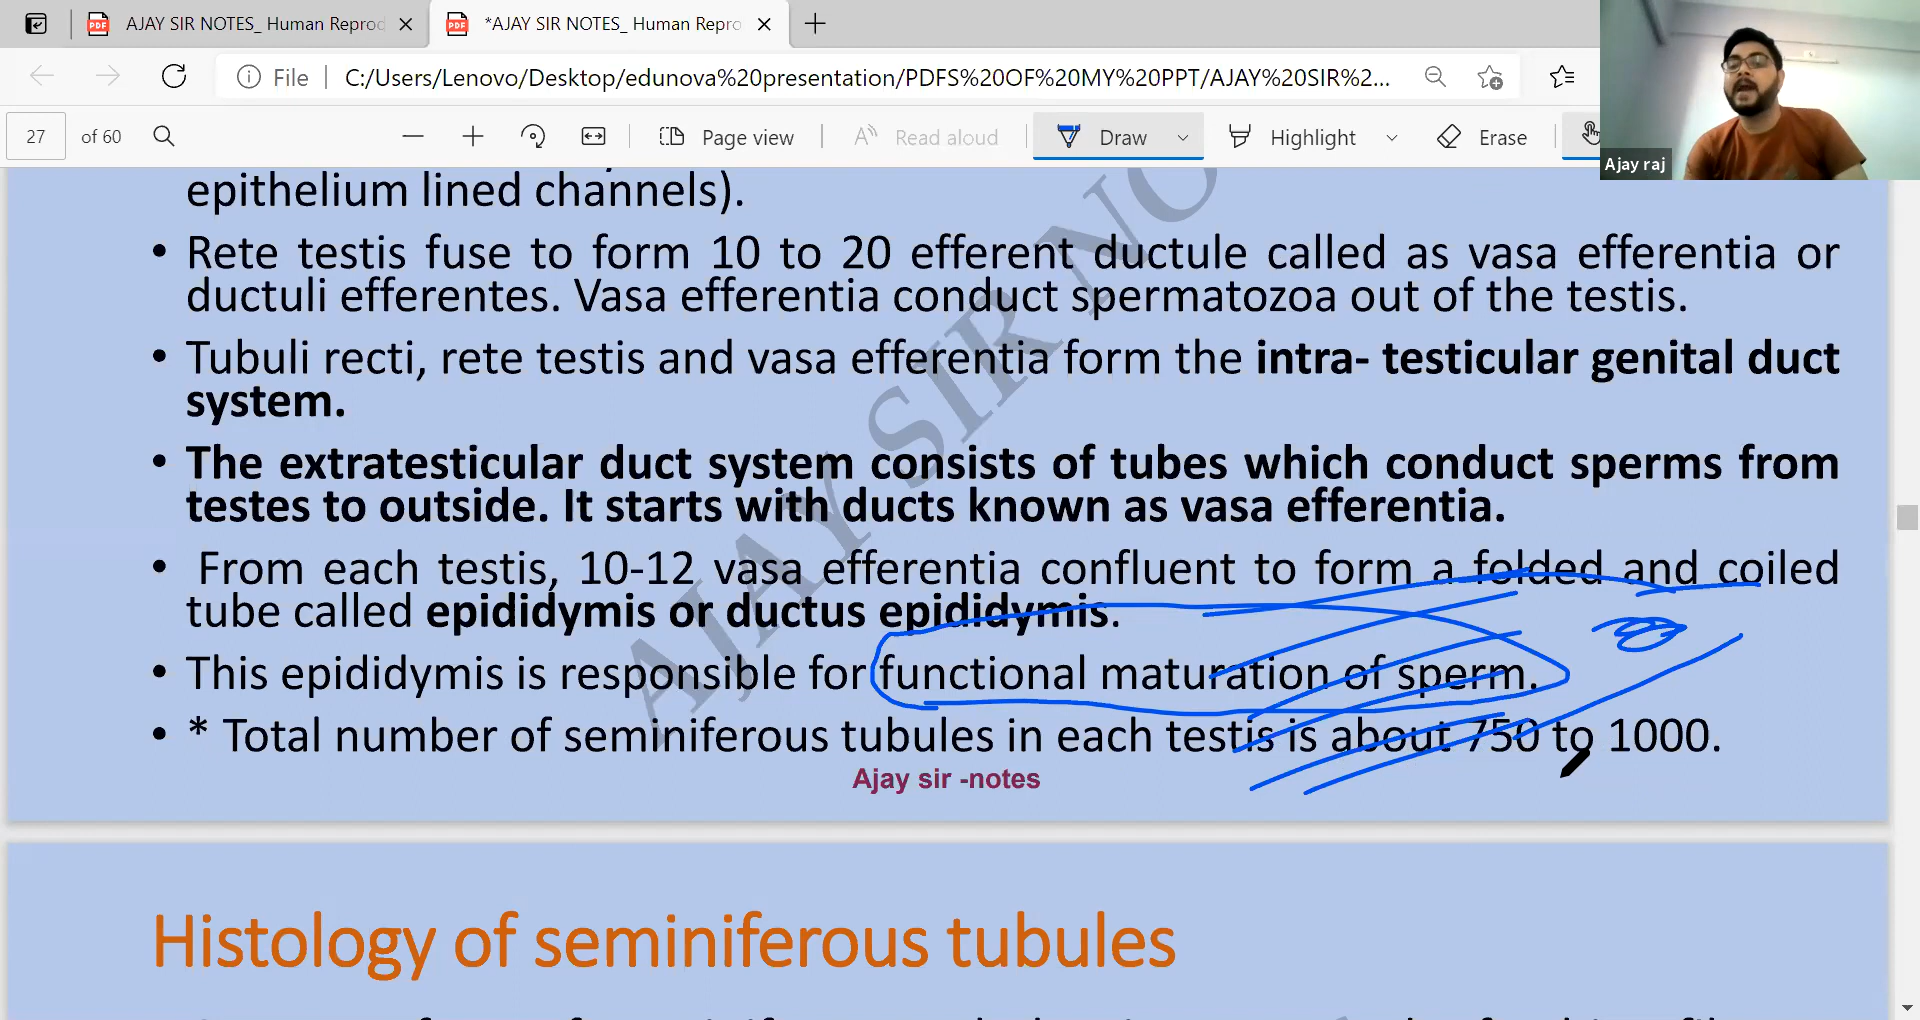 AJAY SIR NOTES_ Human Reprod
*AJAY SIR NOTES_ Human Repro
File
C:/Users/Lenovo/Desktop/edunova%20presentation/PDFS%20OF%20MY%20PPT/AJAY%20SIR%2...
27 of 60
Page view
Read aloud
Draw
Highlight
Erase
Ajay raj
epithelium lined channels).
• Rete testis fuse to form 10 to 20 efferent ductule called as vasa efferentia or
ductuli efferentes. Vasa efferentia conduct spermatozoa out of the testis.
• Tubuli recti, rete testis and vasa efferentia form the intra- testicular genital duct
system.
• The extratesticular duct system consists of tubes which conduct sperms from
testes to outside. It starts with ducts known as vasa efferentia.
• From each testis, 10-12 vasa efferentia confluent to form a folded and coiled
tube called epididymis or ductus epididymis.
• This epididymis is responsible for functional maturation of sperm.
• * Total number of seminiferous tubules in each testis is about 750 to 1000.
AJAY SIR NO
Ajay sir -notes
Histology of seminiferous tubules